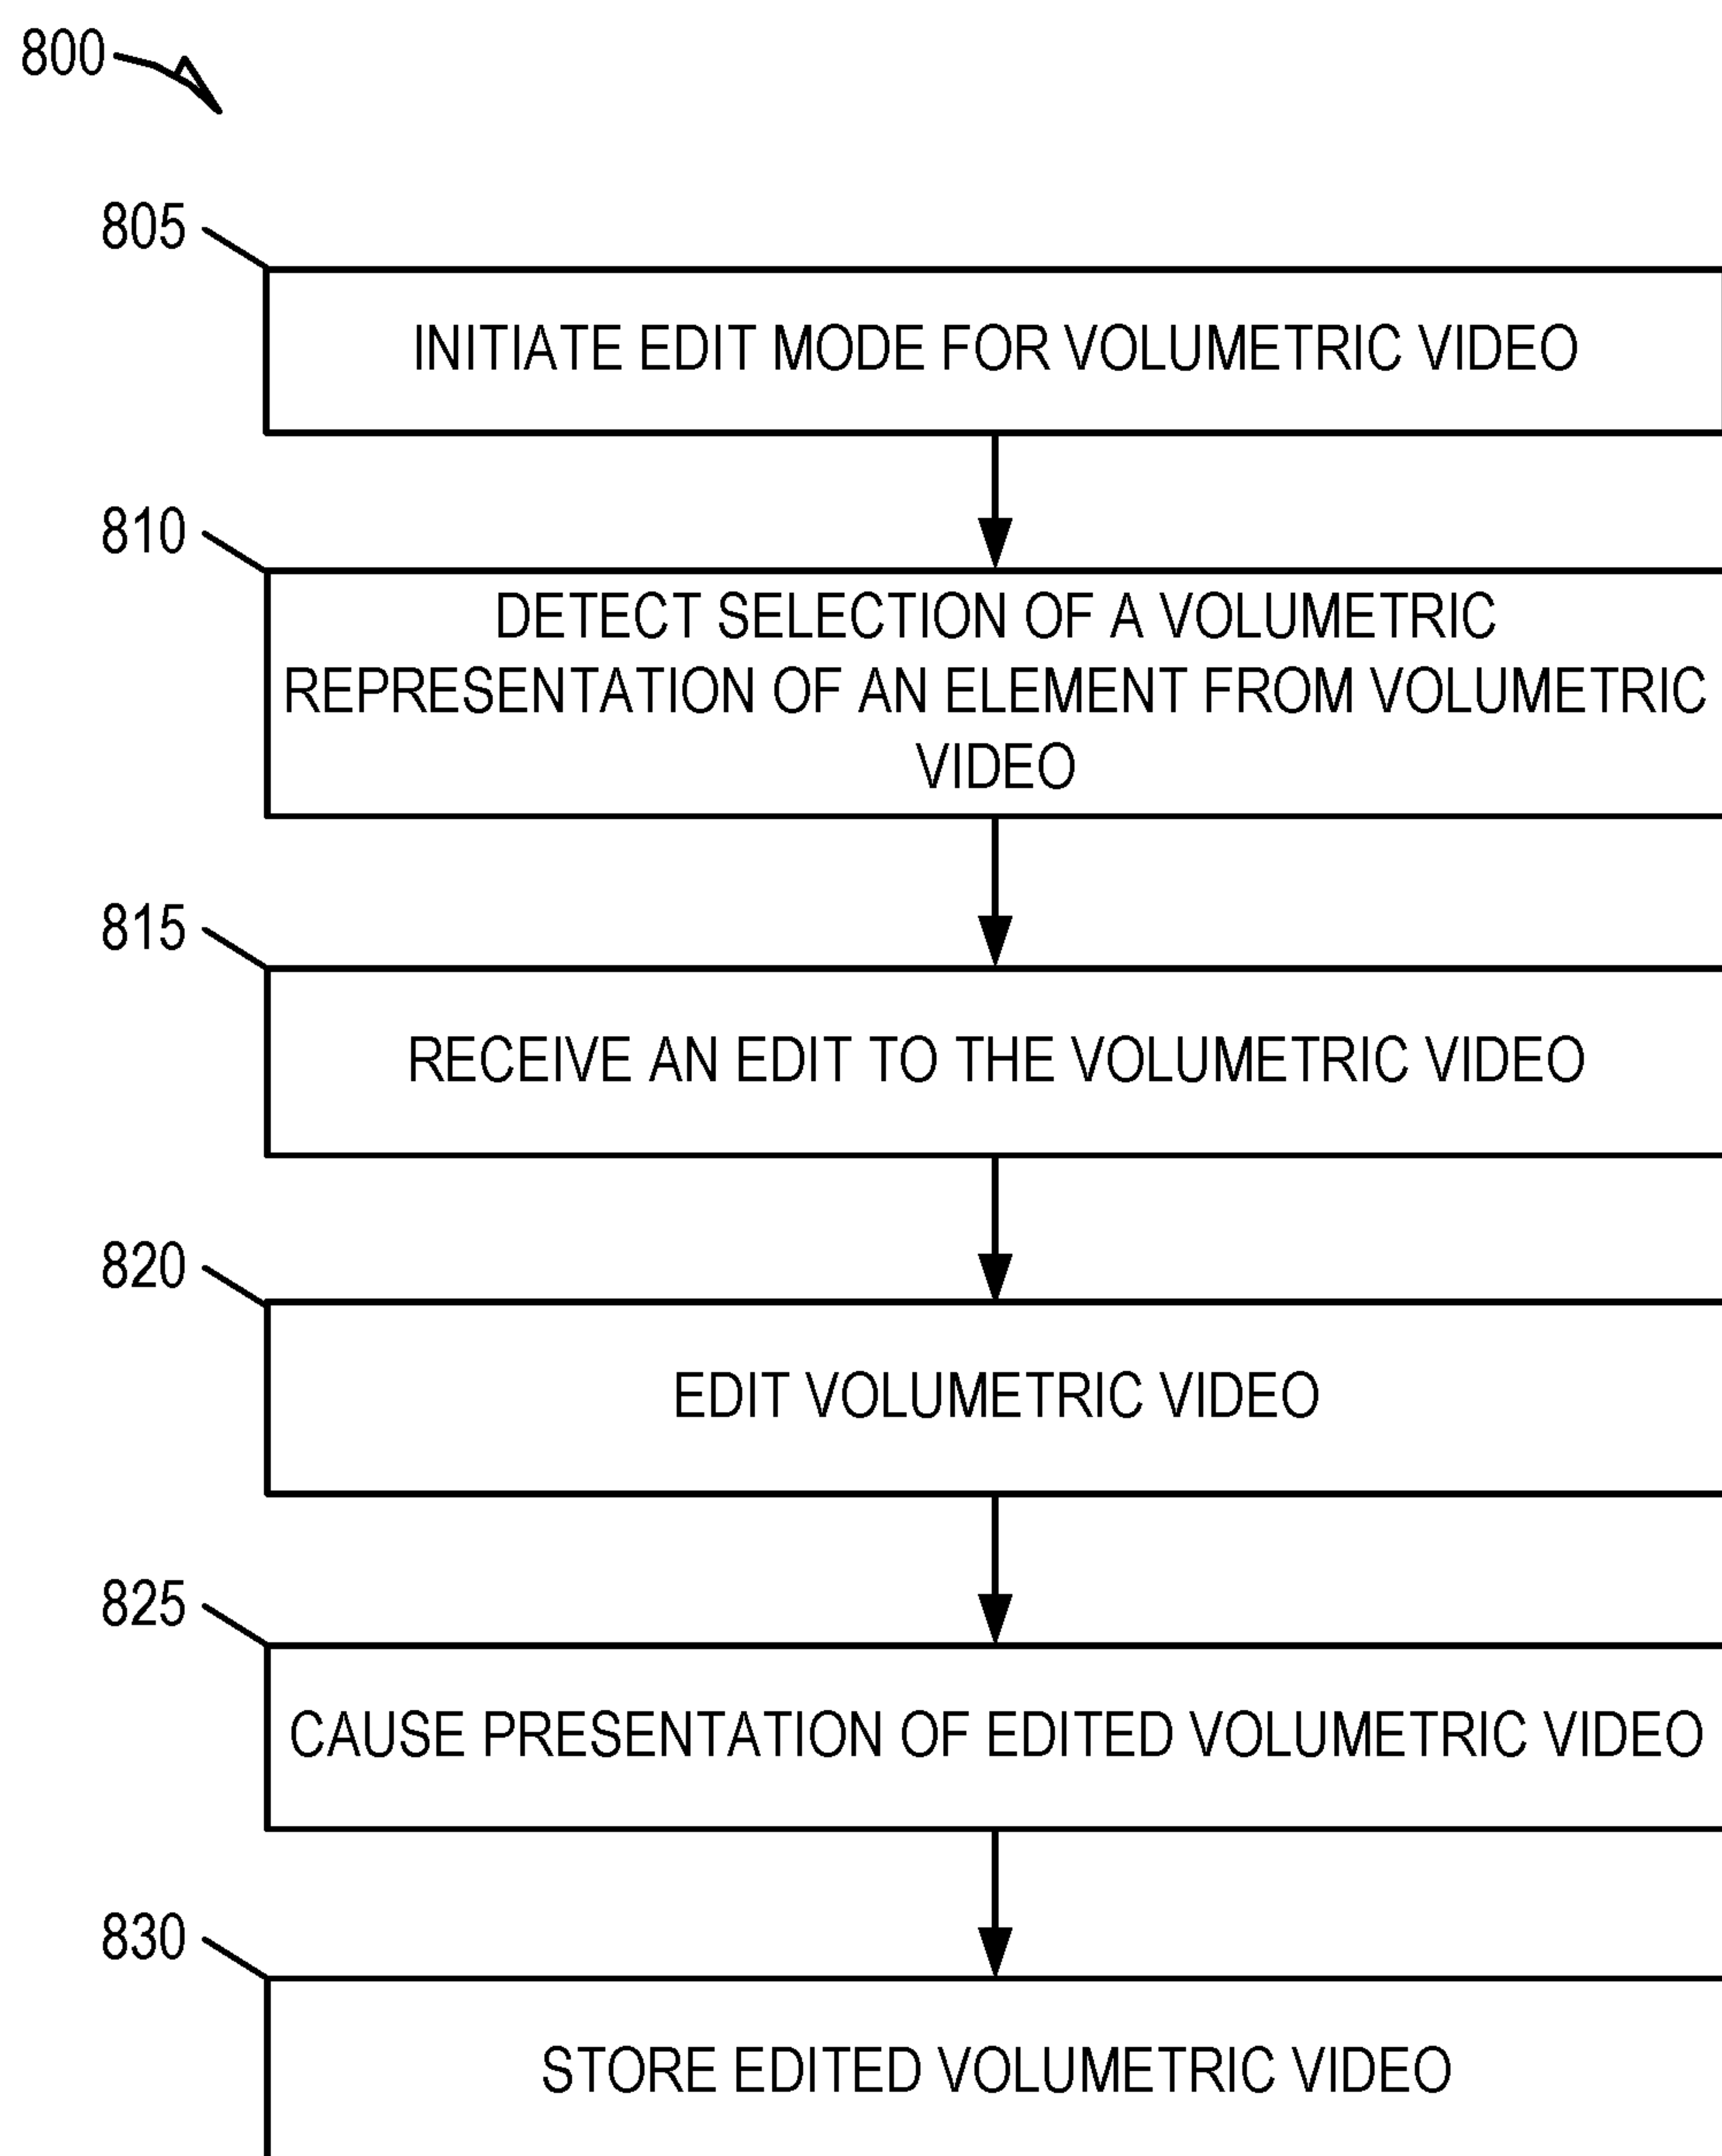 800
805
INITIATE EDIT MODE FOR VOLUMETRIC VIDEO
810
DETECT SELECTION OF A VOLUMETRIC
REPRESENTATION OF AN ELEMENT FROM VOLUMETRIC
VIDEO
815
RECEIVE AN EDIT TO THE VOLUMETRIC VIDEO
820
EDIT VOLUMETRIC VIDEO
825
CAUSE PRESENTATION OF EDITED VOLUMETRIC VIDEO
830
STORE EDITED VOLUMETRIC VIDEO